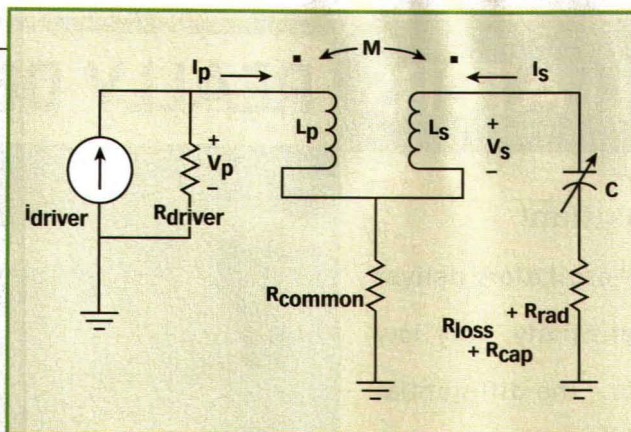 M
Ip
Is
Lp
Ls
+
Vp
-
+
Vs
-
idriver
Rdriver
C
Rcommon
Rloss
+ Rrad
+ Rcap